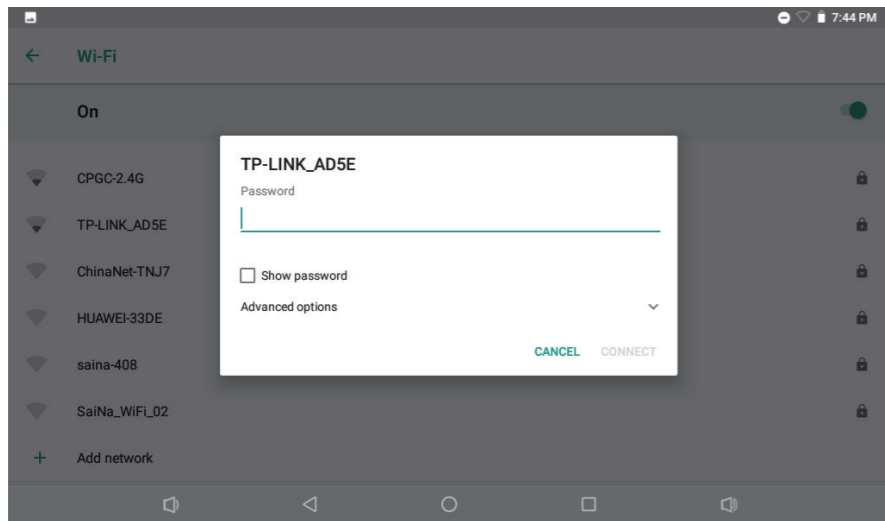 7:44 PM
Wi-Fi
On
TP-LINK_AD5E
Password
Show password
Advanced options
CANCEL CONNECT
CPGC-2.4G
TP-LINK_AD5E
ChinaNet-TNJ7
HUAWEI-33DE
saina-408
SaiNa_WiFi_02
Add network